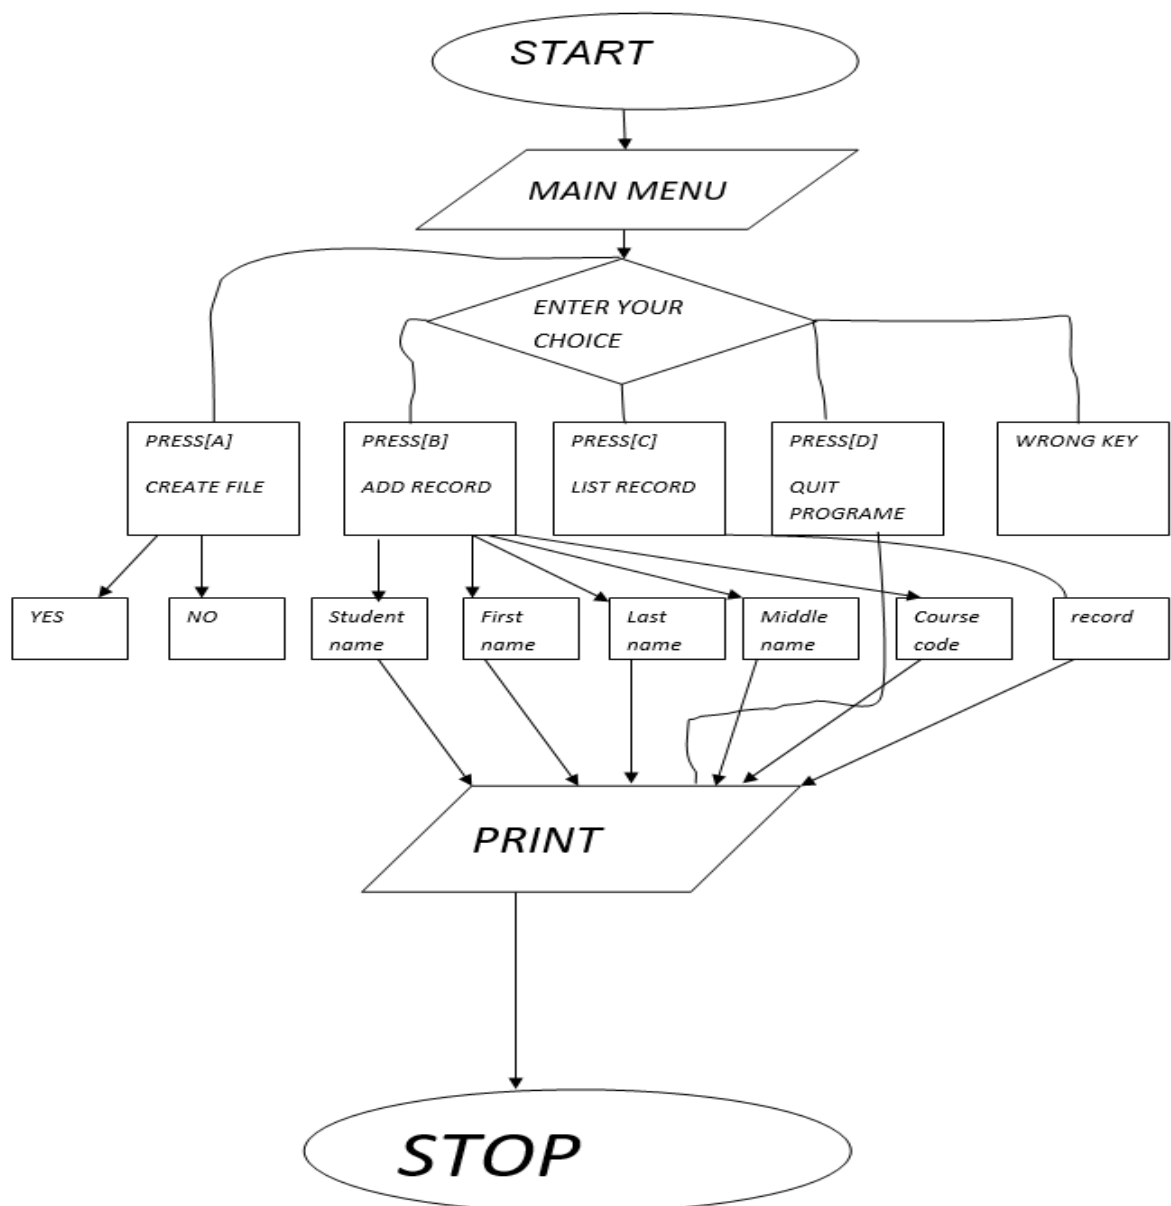 START
MAIN MENU
ENTER YOUR
CHOICE
PRESS[A]
CREATE FILE
PRESS[B]
ADD RECORD
PRESS[C]
LIST RECORD
PRESS[D]
QUIT
PROGRAME
WRONG KEY
YES
NO
Student
name
First
name
Last
name
Middle
name
Course
code
record
PRINT
STOP